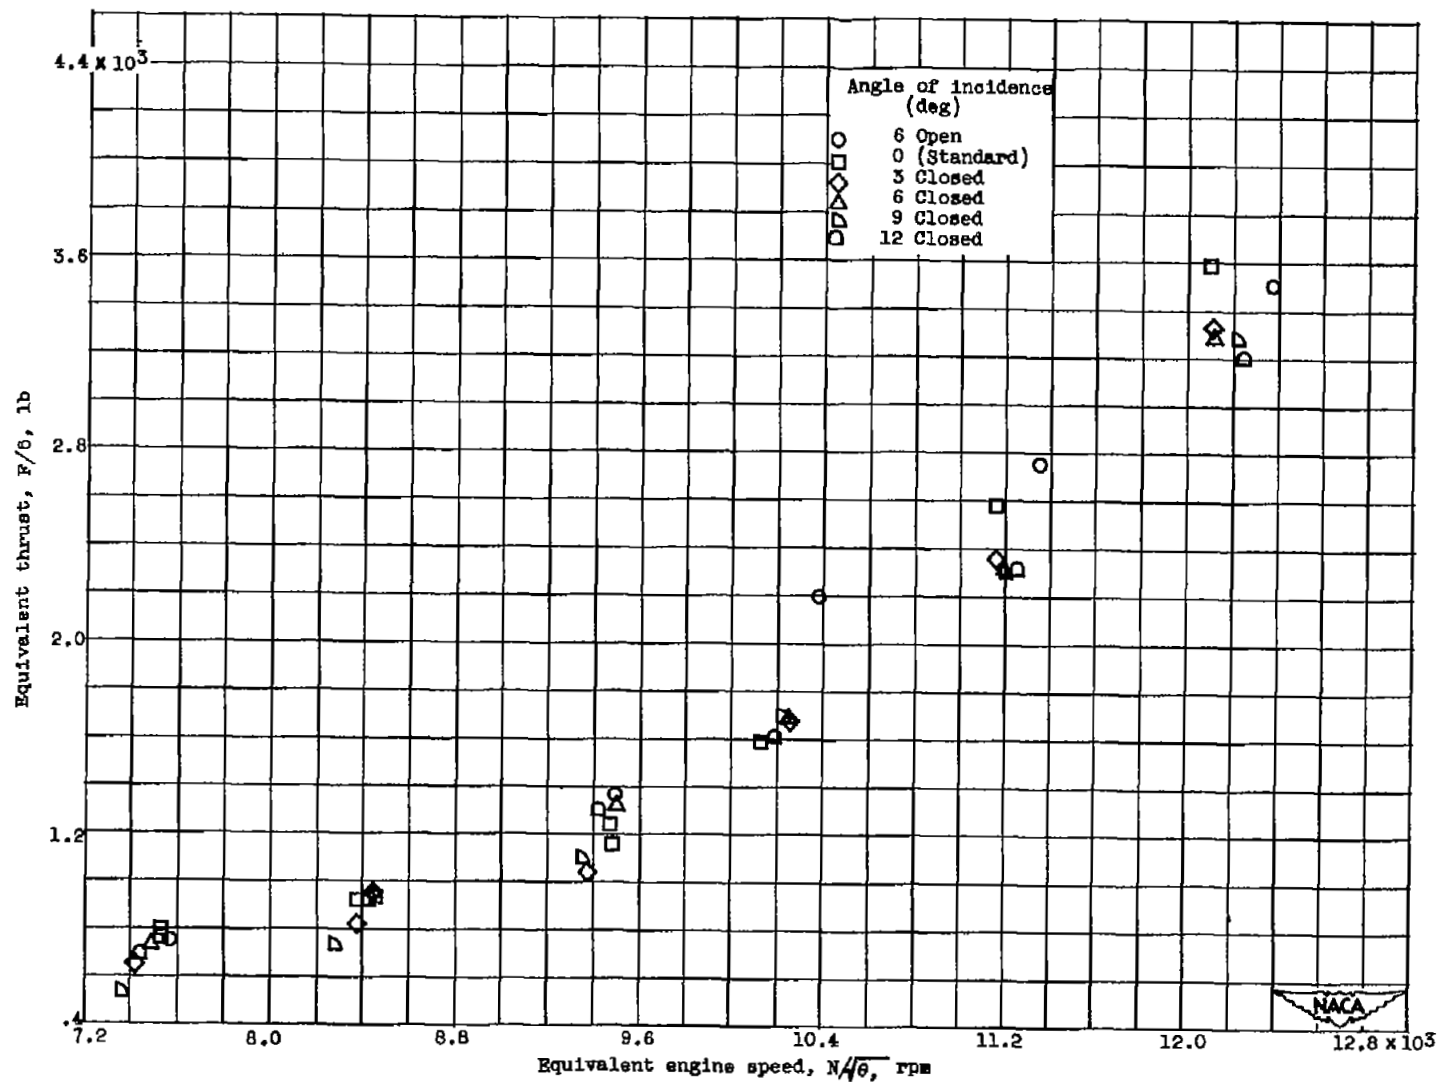 4.4 x 10³
3.6
2.8
2.0
1.2
.4
Equivalent thrust, F/δ, lb
Angle of incidence
(deg)
6 Open
0 (Standard)
3 Closed
6 Closed
9 Closed
12 Closed
NACA
7.2 8.0 8.8 9.6 10.4 11.2 12.0 12.8 x 10³
Equivalent engine speed, N/√θ, rpm